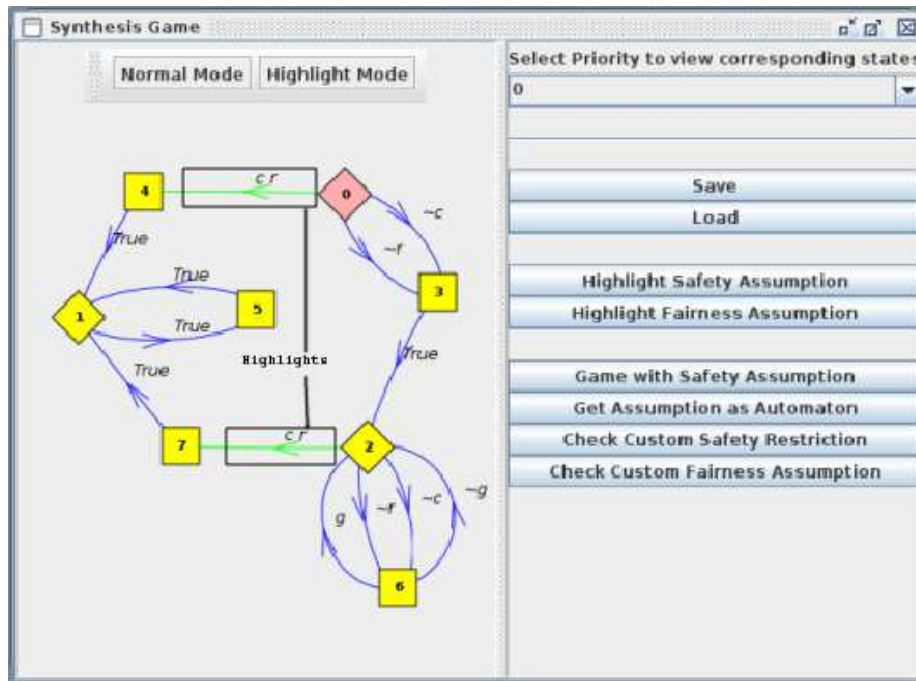 Synthesis Game
Normal Mode Highlight Mode
Select Priority to view corresponding states
0
Save
Load
Highlight Safety Assumption
Highlight Fairness Assumption
Game with Safety Assumption
Get Assumption as Automaton
Check Custom Safety Restriction
Check Custom Fairness Assumption
c r
4
0
~c
~r
True
3
True
5
1
True
True
Highlights
True
c r
7
2
g
~r
~c
~g
6